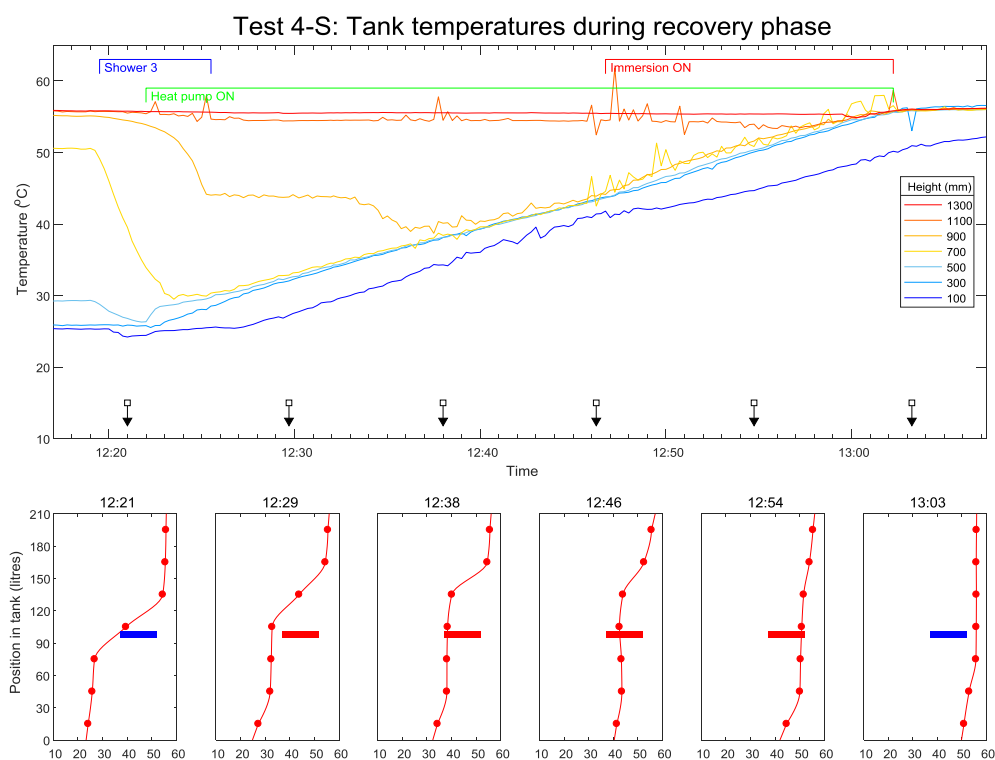 Test 4-S: Tank temperatures during recovery phase
Shower 3
Immersion ON
Heat pump ON
60
50
40
30
20
10
Temperature (⁰C)
Height (mm)
1300
1100
900
700
500
300
100
12:20
12:30
12:40
12:50
13:00
Time
12:21
12:29
12:38
12:46
12:54
13:03
210
180
150
120
90
60
30
0
Position in tank (litres)
10 20 30 40 50 60
10 20 30 40 50 60
10 20 30 40 50 60
10 20 30 40 50 60
10 20 30 40 50 60
10 20 30 40 50 60